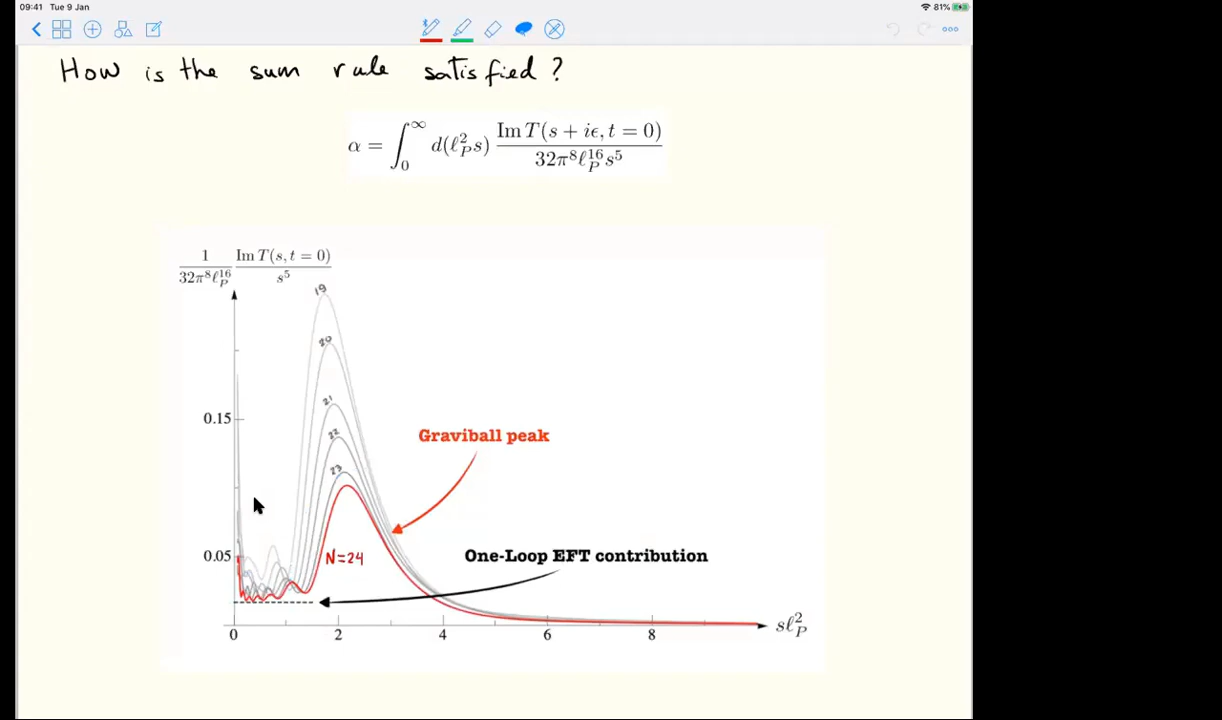 09:41 Tue 9 Jan
81%
How is the sum rule satisfied?
α = ∫₀^∞ d(ℓ_P² s) Im T(s + iϵ, t = 0) / 32π⁸ℓ_P¹⁶s⁵
1 / 32π⁸ℓ_P¹⁶ Im T(s, t = 0) / s⁵
19
20
21
22
23
0.15
Graviball peak
0.05
N=24
One-Loop EFT contribution
0 2 4 6 8
sℓ_P²